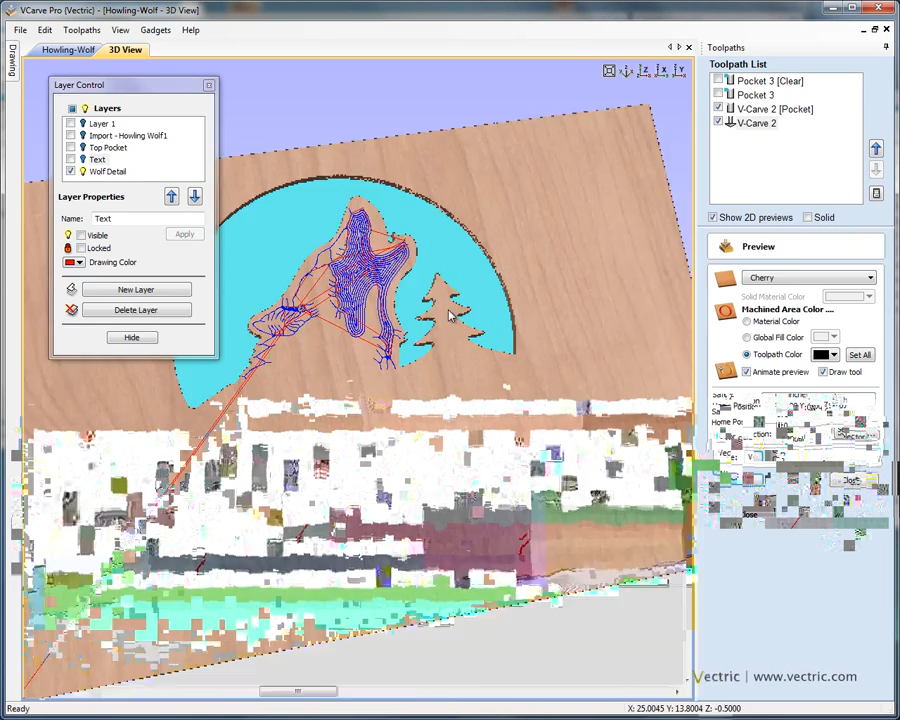 VCarve Pro (Vectric) - [Howling-Wolf - 3D View]
File Edit Toolpaths View Gadgets Help
Drawing
Howling-Wolf 3D View
Layer Control
Layers
Layer 1
Import - Howling Wolf1
Top Pocket
Text
Wolf Detail
Layer Properties
Name: Text
Visible
Apply
Locked
Drawing Color
New Layer
Delete Layer
Hide
Z X Y
Toolpaths
Toolpath List
Pocket 3 [Clear]
Pocket 3
V-Carve 2 [Pocket]
V-Carve 2
Show 2D previews Solid
Preview
Cherry
Solid Material Color
Machined Area Color ....
Material Color
Global Fill Color
Toolpath Color Set All
Animate preview Draw tool
Home Po
Close
Vectric | www.vectric.com
Ready
X: 25.0045 Y: 13.8004 Z: -0.5000